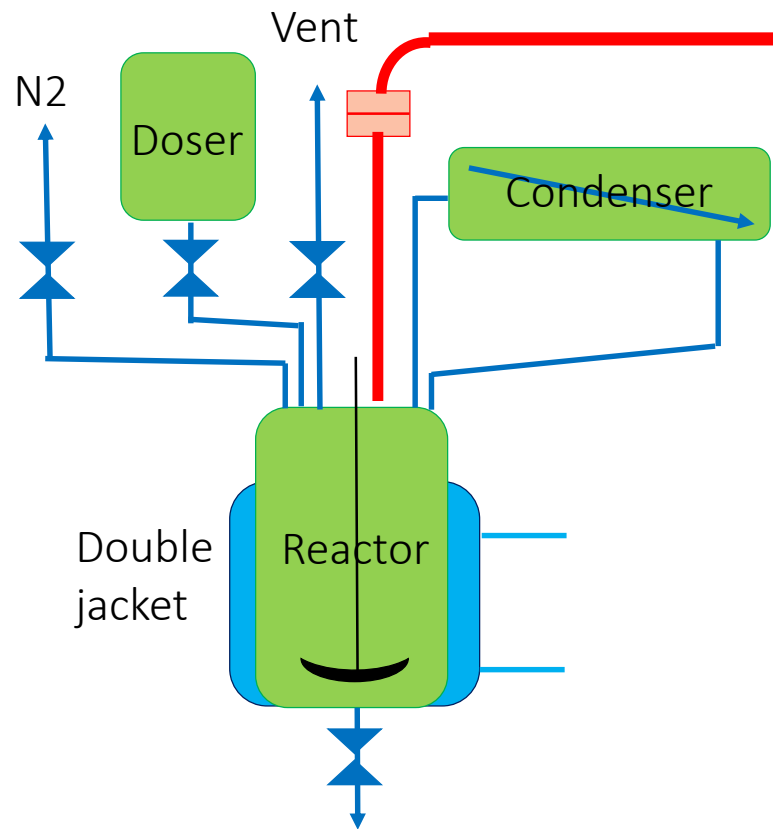 Vent
N2
Doser
Condenser
Double
jacket
Reactor